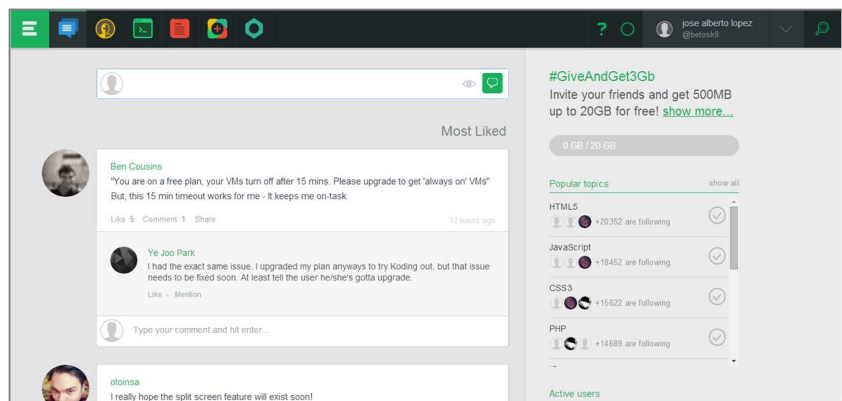 ?
jose alberto lopez
@betosk8
Most Liked
Ben Cousins
"You are on a free plan, your VMs turn off after 15 mins. Please upgrade to get 'always on' VMs"
But, this 15 min timeout works for me - It keeps me on-task.
Like 5 Comment 1 Share
12 hours ago
Ye Joo Park
I had the exact same issue. I upgraded my plan anyways to try Koding out, but that issue
needs to be fixed soon. At least tell the user he/she's gotta upgrade.
Like · Mention
Type your comment and hit enter...
otoinsa
I really hope the split screen feature will exist soon!
#GiveAndGet3Gb
Invite your friends and get 500MB
up to 20GB for free! show more...
0 GB / 20 GB
Popular topics
show all
HTML5
+20352 are following
JavaScript
+18452 are following
CSS3
+15622 are following
PHP
+14689 are following
Active users